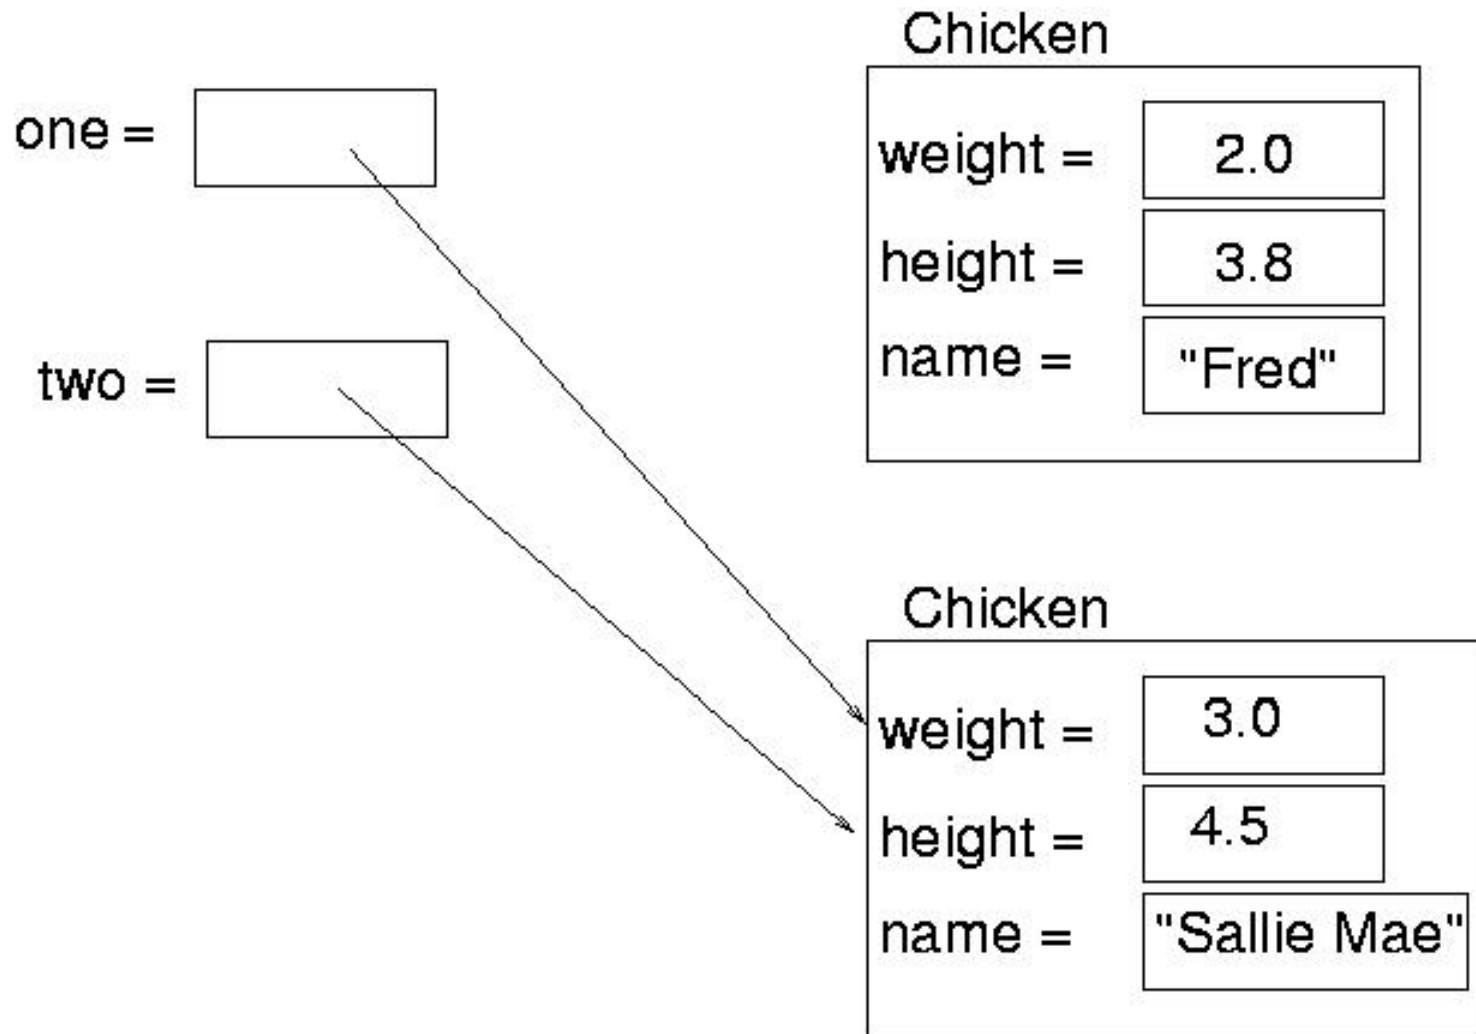 one =
two =
Chicken
weight = 2.0
height = 3.8
name = "Fred"
Chicken
weight = 3.0
height = 4.5
name = "Sallie Mae"